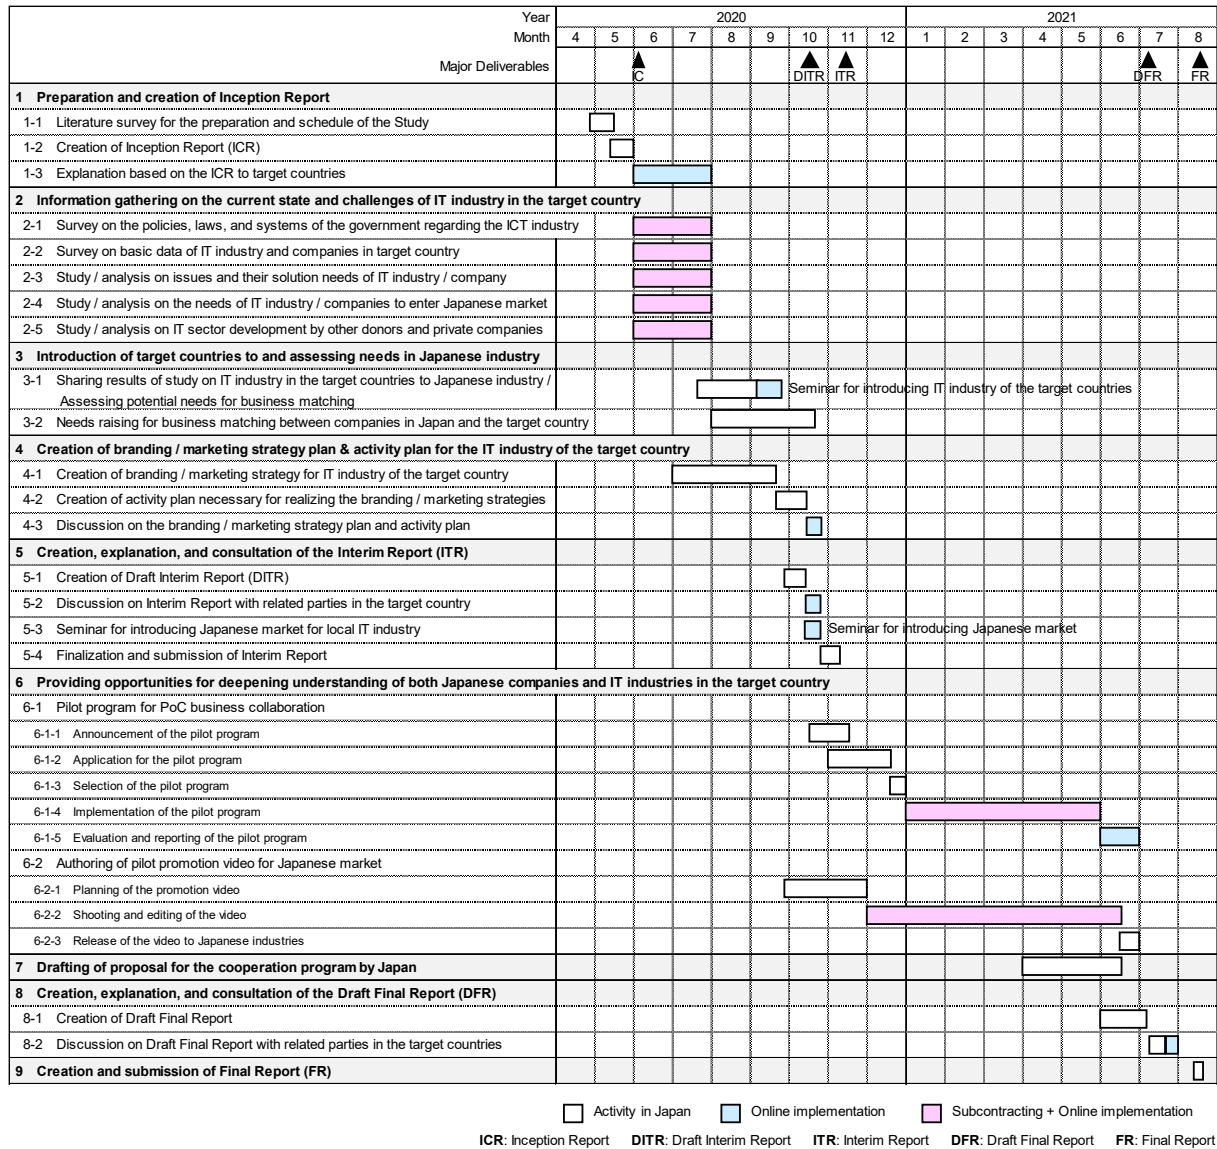 Year 2020 2021
Month 4 5 6 7 8 9 10 11 12 1 2 3 4 5 6 7 8
Major Deliverables IC DITR ITR DFR FR
1 Preparation and creation of Inception Report
1-1 Literature survey for the preparation and schedule of the Study
1-2 Creation of Inception Report (ICR)
1-3 Explanation based on the ICR to target countries
2 Information gathering on the current state and challenges of IT industry in the target country
2-1 Survey on the policies, laws, and systems of the government regarding the ICT industry
2-2 Survey on basic data of IT industry and companies in target country
2-3 Study / analysis on issues and their solution needs of IT industry / company
2-4 Study / analysis on the needs of IT industry / companies to enter Japanese market
2-5 Study / analysis on IT sector development by other donors and private companies
3 Introduction of target countries to and assessing needs in Japanese industry
3-1 Sharing results of study on IT industry in the target countries to Japanese industry /
Assessing potential needs for business matching
Seminar for introducing IT industry of the target countries
3-2 Needs raising for business matching between companies in Japan and the target country
4 Creation of branding / marketing strategy plan & activity plan for the IT industry of the target country
4-1 Creation of branding / marketing strategy for IT industry of the target country
4-2 Creation of activity plan necessary for realizing the branding / marketing strategies
4-3 Discussion on the branding / marketing strategy plan and activity plan
5 Creation, explanation, and consultation of the Interim Report (ITR)
5-1 Creation of Draft Interim Report (DITR)
5-2 Discussion on Interim Report with related parties in the target country
5-3 Seminar for introducing Japanese market for local IT industry Seminar for introducing Japanese market
5-4 Finalization and submission of Interim Report
6 Providing opportunities for deepening understanding of both Japanese companies and IT industries in the target country
6-1 Pilot program for PoC business collaboration
6-1-1 Announcement of the pilot program
6-1-2 Application for the pilot program
6-1-3 Selection of the pilot program
6-1-4 Implementation of the pilot program
6-1-5 Evaluation and reporting of the pilot program
6-2 Authoring of pilot promotion video for Japanese market
6-2-1 Planning of the promotion video
6-2-2 Shooting and editing of the video
6-2-3 Release of the video to Japanese industries
7 Drafting of proposal for the cooperation program by Japan
8 Creation, explanation, and consultation of the Draft Final Report (DFR)
8-1 Creation of Draft Final Report
8-2 Discussion on Draft Final Report with related parties in the target countries
9 Creation and submission of Final Report (FR)
Activity in Japan Online implementation Subcontracting + Online implementation
ICR: Inception Report DITR: Draft Interim Report ITR: Interim Report DFR: Draft Final Report FR: Final Report